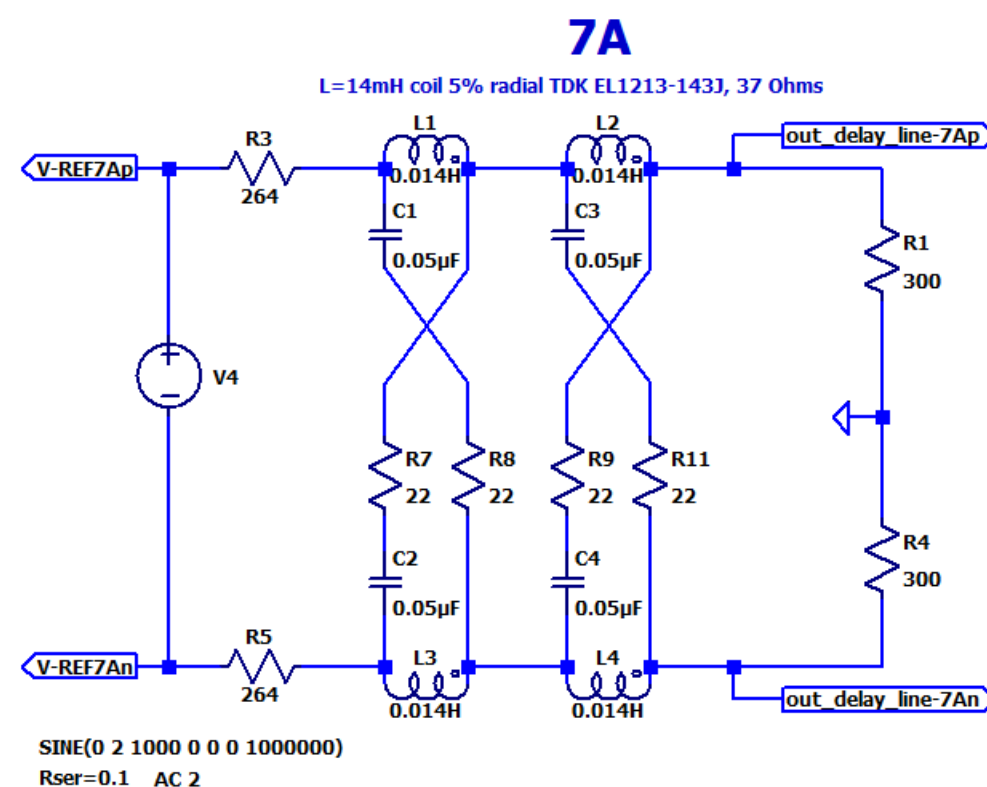 7A
L=14mH coil 5% radial TDK EL1213-143J, 37 Ohms
L1
L2
out_delay_line-7Ap
R3
V-REF7Ap
0.014H
0.014H
264
C1
C3
R1
0.05µF
0.05µF
300
V4
R7
R8
R9
R11
22
22
22
22
C2
C4
R4
0.05µF
0.05µF
300
R5
L3
L4
V-REF7An
264
0.014H
0.014H
out_delay_line-7An
SINE(0 2 1000 0 0 0 1000000)
Rser=0.1 AC 2